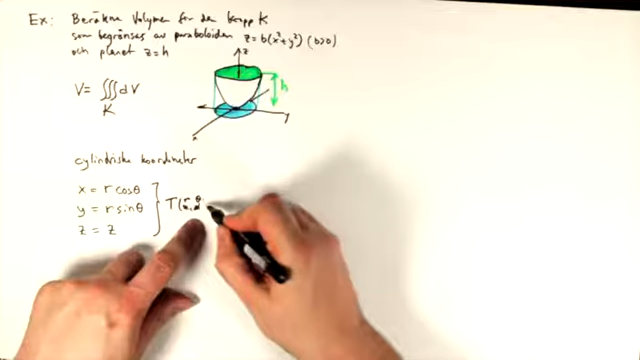 Ex: Beräkna Volymen för den kropp K
som begränsas av paraboloiden z = b(x²+y²) (b>0)
och planet z=h
z
h
y
x
V = ∭ dV
K
cylindriska koordinater
x = r cosθ
y = r sinθ
z = z
T(r,θ